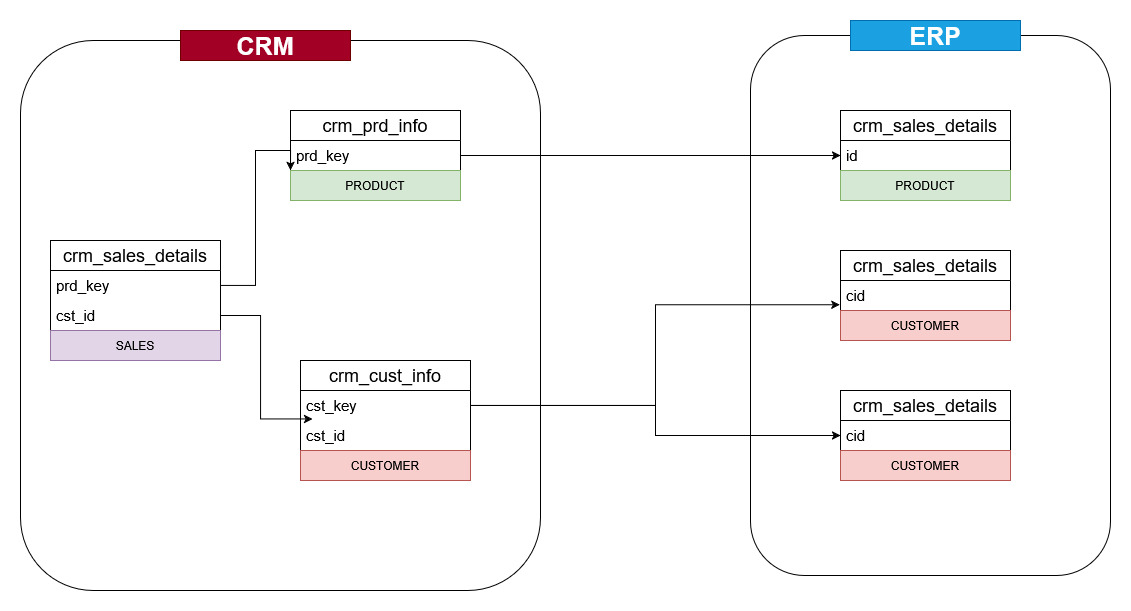 CRM
crm_prd_info
prd_key
PRODUCT
crm_sales_details
prd_key
cst_id
SALES
crm_cust_info
cst_key
cst_id
CUSTOMER
ERP
crm_sales_details
id
PRODUCT
crm_sales_details
cid
CUSTOMER
crm_sales_details
cid
CUSTOMER